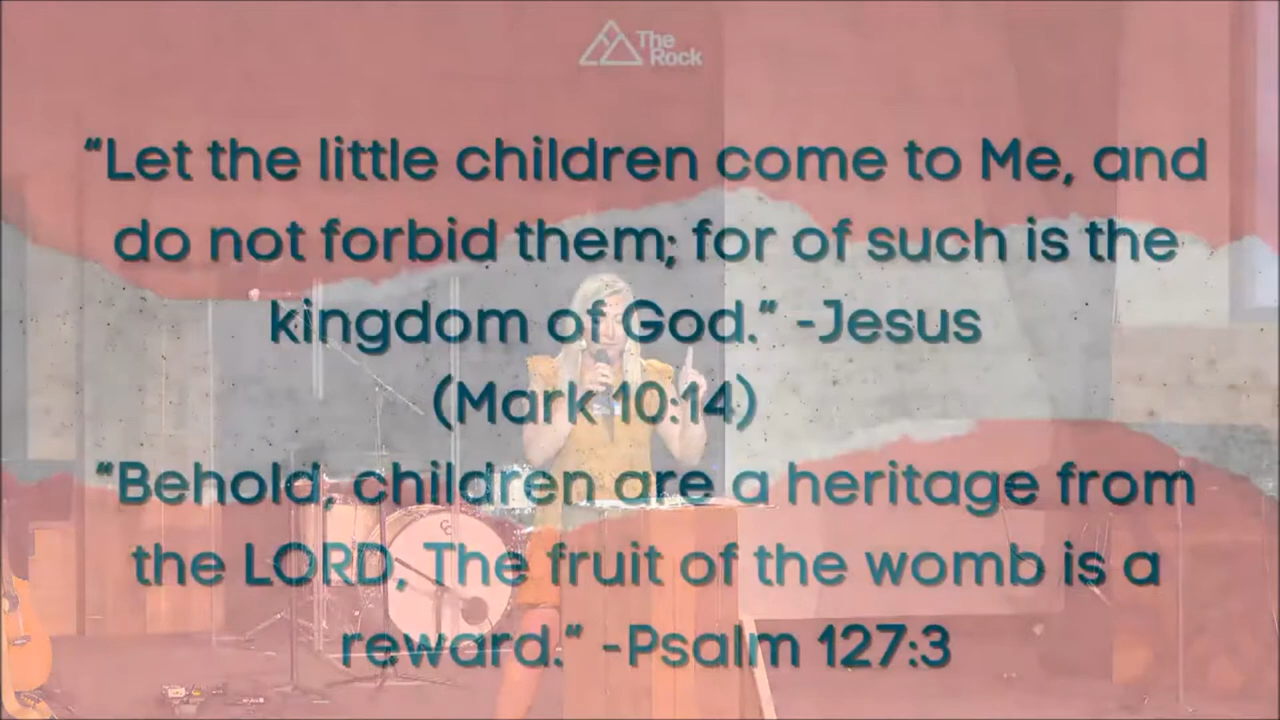 The
Rock
“Let the little children come to Me, and
do not forbid them; for of such is the
kingdom of God.” -Jesus
(Mark 10:14)
“Behold, children are a heritage from
the LORD, The fruit of the womb is a
reward.” -Psalm 127:3